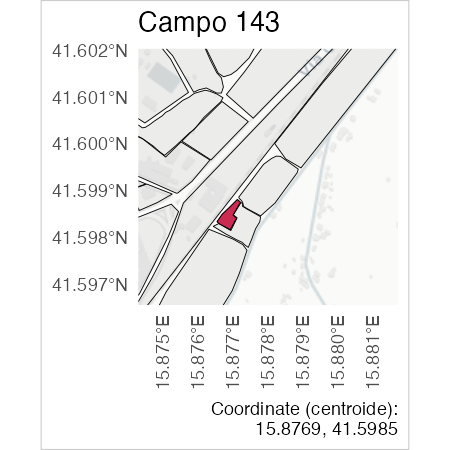 Campo 143
41.602°N
41.601°N
41.600°N
41.599°N
41.598°N
41.597°N
15.875°E
15.876°E
15.877°E
15.878°E
15.879°E
15.880°E
15.881°E
Coordinate (centroide):
15.8769, 41.5985